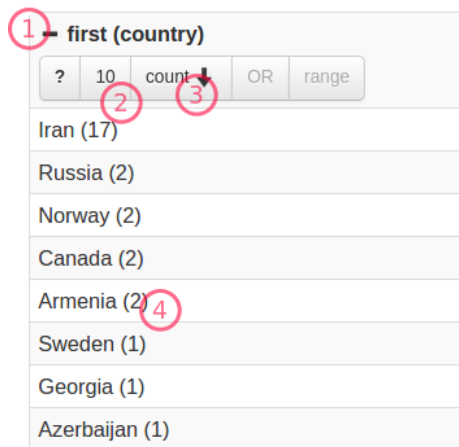 1 – first (country)
? 10 count ↓ OR range
2 3
Iran (17)
Russia (2)
Norway (2)
Canada (2)
Armenia (2) 4
Sweden (1)
Georgia (1)
Azerbaijan (1)